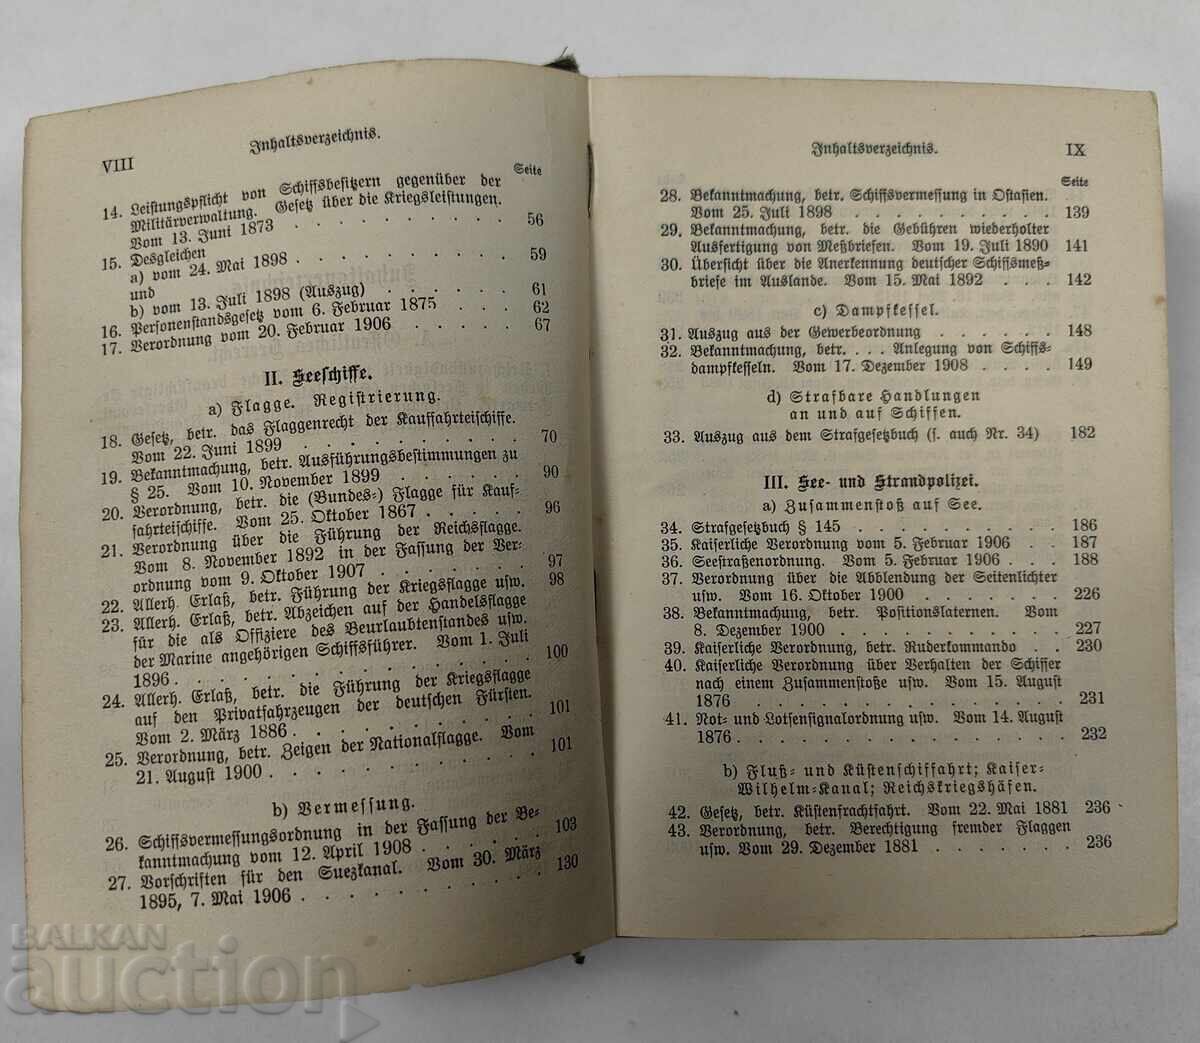 VIII
Inhaltsverzeichnis.
Seite
14. Leistungspflicht von Schiffsbesitzern gegenüber der
Militärverwaltung. Gesetz über die Kriegsleistungen.
Vom 13. Juni 1873 . . . . . . . . 56
15. Desgleichen
a) vom 24. Mai 1898 . . . . . . . 59
und
b) vom 13. Juli 1898 (Auszug) . . . . . 61
16. Personenstandsgesetz vom 6. Februar 1875 . . . 62
17. Verordnung vom 20. Februar 1906 . . . . . 67
II. Seeschiffe.
a) Flagge. Registrierung.
18. Gesetz, betr. das Flaggenrecht der Kauffahrteischiffe.
Vom 22. Juni 1899 . . . . . . . . . 70
19. Bekanntmachung, betr. Ausführungsbestimmungen zu
§ 25. Vom 10. November 1899 . . . . . . 90
20. Verordnung, betr. die (Bundes-) Flagge für Kauf-
fahrteischiffe. Vom 25. Oktober 1867 . . . . 96
21. Verordnung über die Führung der Reichsflagge.
Vom 8. November 1892 in der Fassung der Ver-
ordnung vom 9. Oktober 1907 . . . . . . 97
22. Allerh. Erlaß, betr. Führung der Kriegsflagge usw. 98
23. Allerh. Erlaß, betr. Abzeichen auf der Handelsflagge
für die als Offiziere des Beurlaubtenstandes usw.
der Marine angehörigen Schiffsführer. Vom 1. Juli
1896 . . . . . . . . . . . . 100
24. Allerh. Erlaß, betr. die Führung der Kriegsflagge
auf den Privatfahrzeugen der deutschen Fürsten.
Vom 2. März 1886 . . . . . . . . . 101
25. Verordnung, betr. Zeigen der Nationalflagge. Vom
21. August 1900 . . . . . . . . . . 101
b) Vermessung.
26. Schiffsvermessungsordnung in der Fassung der Be-
kanntmachung vom 12. April 1908 . . . . . 103
27. Vorschriften für den Suezkanal. Vom 30. März
1895, 7. Mai 1906 . . . . . . . . . 130
Inhaltsverzeichnis.
IX
Seite
28. Bekanntmachung, betr. Schiffsvermessung in Ostasien.
Vom 25. Juli 1898 . . . . . . . . . . 139
29. Bekanntmachung, betr. die Gebühren wiederholter
Ausfertigung von Meßbriefen. Vom 19. Juli 1890 141
30. Übersicht über die Anerkennung deutscher Schiffsmeß-
briefe im Auslande. Vom 15. Mai 1892 . . . 142
c) Dampfkessel.
31. Auszug aus der Gewerbeordnung . . . . . . 148
32. Bekanntmachung, betr. . . . Anlegung von Schiffs-
dampfkesseln. Vom 17. Dezember 1908 . . . . 149
d) Strafbare Handlungen
an und auf Schiffen.
33. Auszug aus dem Strafgesetzbuch (s. auch Nr. 34) 182
III. See- und Strandpolizei.
a) Zusammenstoß auf See.
34. Strafgesetzbuch § 145 . . . . . . . . . 186
35. Kaiserliche Verordnung vom 5. Februar 1906 . . 187
36. Seestraßenordnung. Vom 5. Februar 1906 . . . 188
37. Verordnung über die Abblendung der Seitenlichter
usw. Vom 16. Oktober 1900 . . . . . . . 226
38. Bekanntmachung, betr. Positionslaternen. Vom
8. Dezember 1900 . . . . . . . . . . 227
39. Kaiserliche Verordnung, betr. Ruderkommando . . 230
40. Kaiserliche Verordnung über Verhalten der Schiffer
nach einem Zusammenstoße usw. Vom 15. August
1876 . . . . . . . . . . . . . . 231
41. Not- und Lotsensignalordnung usw. Vom 14. August
1876 . . . . . . . . . . . . . . 232
b) Fluß- und Küstenschiffahrt; Kaiser-
Wilhelm-Kanal; Reichskriegshäfen.
42. Gesetz, betr. Küstenfrachtfahrt. Vom 22. Mai 1881 236
43. Verordnung, betr. Berechtigung fremder Flaggen
usw. Vom 29. Dezember 1881 . . . . . . . 236
BALKAN
auction